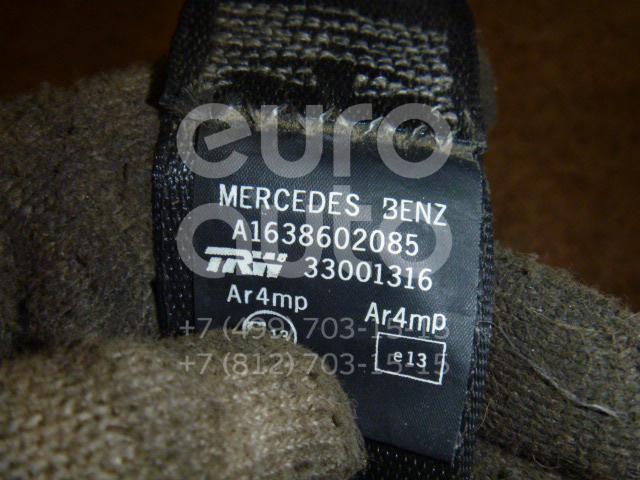 euro
auto
MERCEDES BENZ
A1638602085
TRW 33001316
Ar4mp
Ar4mp
e13
+7 (499) 703-15-15
+7 (812) 703-15-15